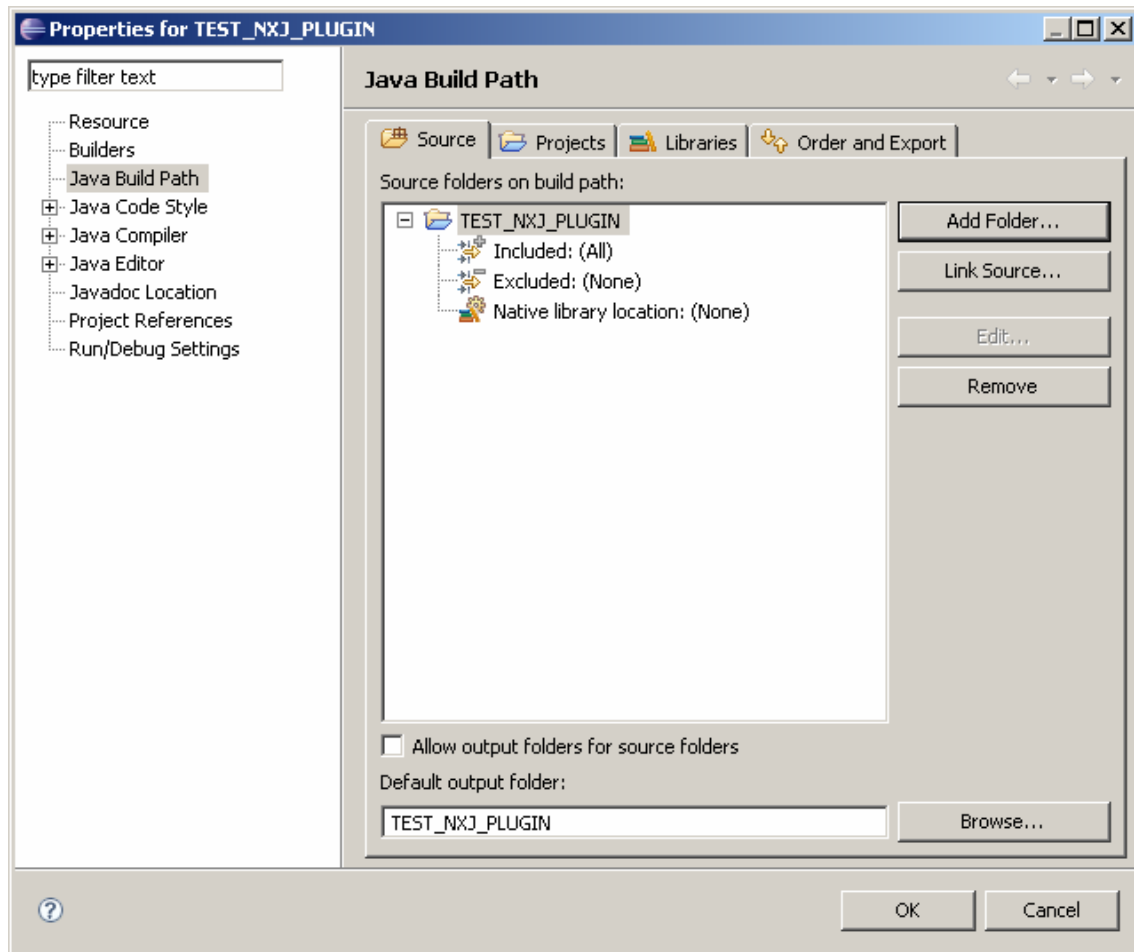 Properties for TEST_NXJ_PLUGIN
type filter text
Resource
Builders
Java Build Path
Java Code Style
Java Compiler
Java Editor
Javadoc Location
Project References
Run/Debug Settings
Java Build Path
Source Projects Libraries Order and Export
Source folders on build path:
TEST_NXJ_PLUGIN
Included: (All)
Excluded: (None)
Native library location: (None)
Add Folder...
Link Source...
Edit...
Remove
Allow output folders for source folders
Default output folder:
TEST_NXJ_PLUGIN
Browse...
OK Cancel